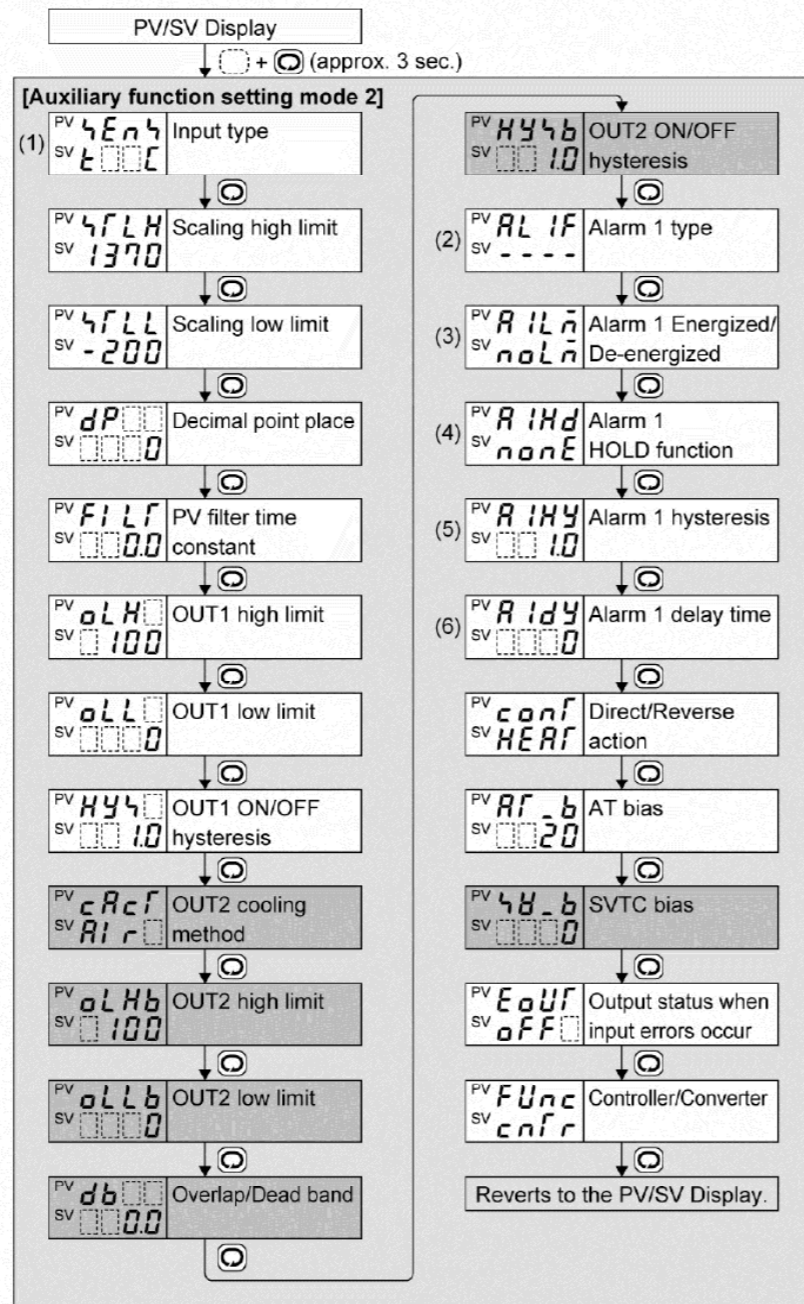 PV/SV Display
+ (approx. 3 sec.)
[Auxiliary function setting mode 2]
(1) PV SEnS Input type
SV t C
PV STLH Scaling high limit
SV 1370
PV STLL Scaling low limit
SV -200
PV dP Decimal point place
SV 0
PV FILT PV filter time
SV 0.0 constant
PV oLH OUT1 high limit
SV 100
PV oLL OUT1 low limit
SV 0
PV HYS OUT1 ON/OFF
SV 1.0 hysteresis
PV cAcT OUT2 cooling
SV AIr method
PV oLHb OUT2 high limit
SV 100
PV oLLb OUT2 low limit
SV 0
PV db Overlap/Dead band
SV 0.0
PV HYSb OUT2 ON/OFF
SV 1.0 hysteresis
(2) PV AL1F Alarm 1 type
SV ----
(3) PV A1Lm Alarm 1 Energized/
SV noLm De-energized
(4) PV A1Hd Alarm 1
SV nonE HOLD function
(5) PV A1HY Alarm 1 hysteresis
SV 1.0
(6) PV A1dY Alarm 1 delay time
SV 0
PV conT Direct/Reverse
SV HEAT action
PV AT_b AT bias
SV 20
PV SV_b SVTC bias
SV 0
PV EoUT Output status when
SV oFF input errors occur
PV FUnc Controller/Converter
SV cnTr
Reverts to the PV/SV Display.